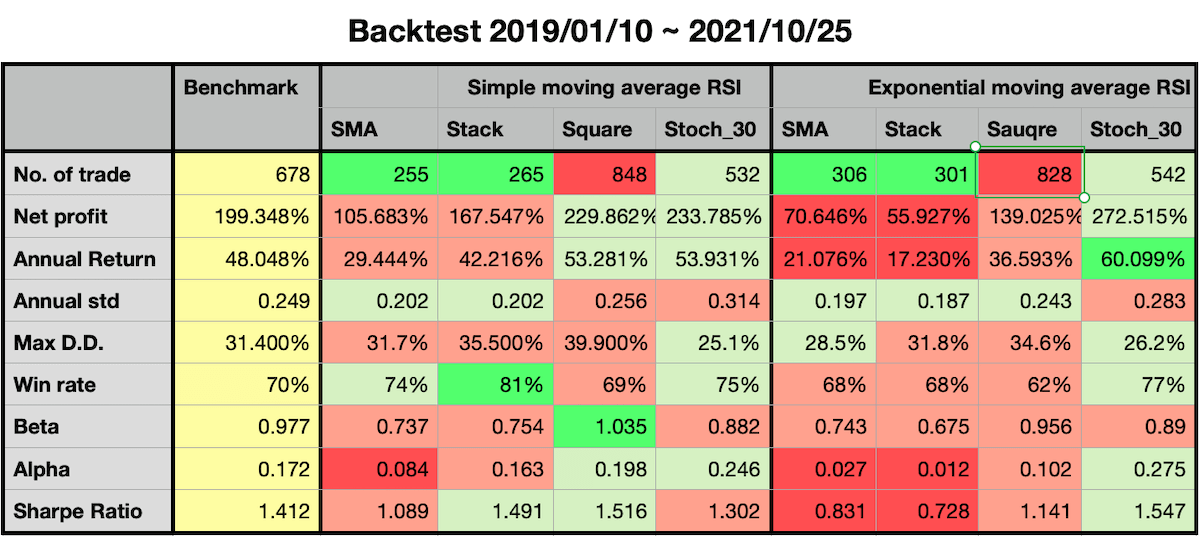 Backtest 2019/01/10 ~ 2021/10/25
Benchmark Simple moving average RSI Exponential moving average RSI
SMA Stack Square Stoch_30 SMA Stack Sauqre Stoch_30
No. of trade 678 255 265 848 532 306 301 828 542
Net profit 199.348% 105.683% 167.547% 229.862% 233.785% 70.646% 55.927% 139.025% 272.515%
Annual Return 48.048% 29.444% 42.216% 53.281% 53.931% 21.076% 17.230% 36.593% 60.099%
Annual std 0.249 0.202 0.202 0.256 0.314 0.197 0.187 0.243 0.283
Max D.D. 31.400% 31.7% 35.500% 39.900% 25.1% 28.5% 31.8% 34.6% 26.2%
Win rate 70% 74% 81% 69% 75% 68% 68% 62% 77%
Beta 0.977 0.737 0.754 1.035 0.882 0.743 0.675 0.956 0.89
Alpha 0.172 0.084 0.163 0.198 0.246 0.027 0.012 0.102 0.275
Sharpe Ratio 1.412 1.089 1.491 1.516 1.302 0.831 0.728 1.141 1.547